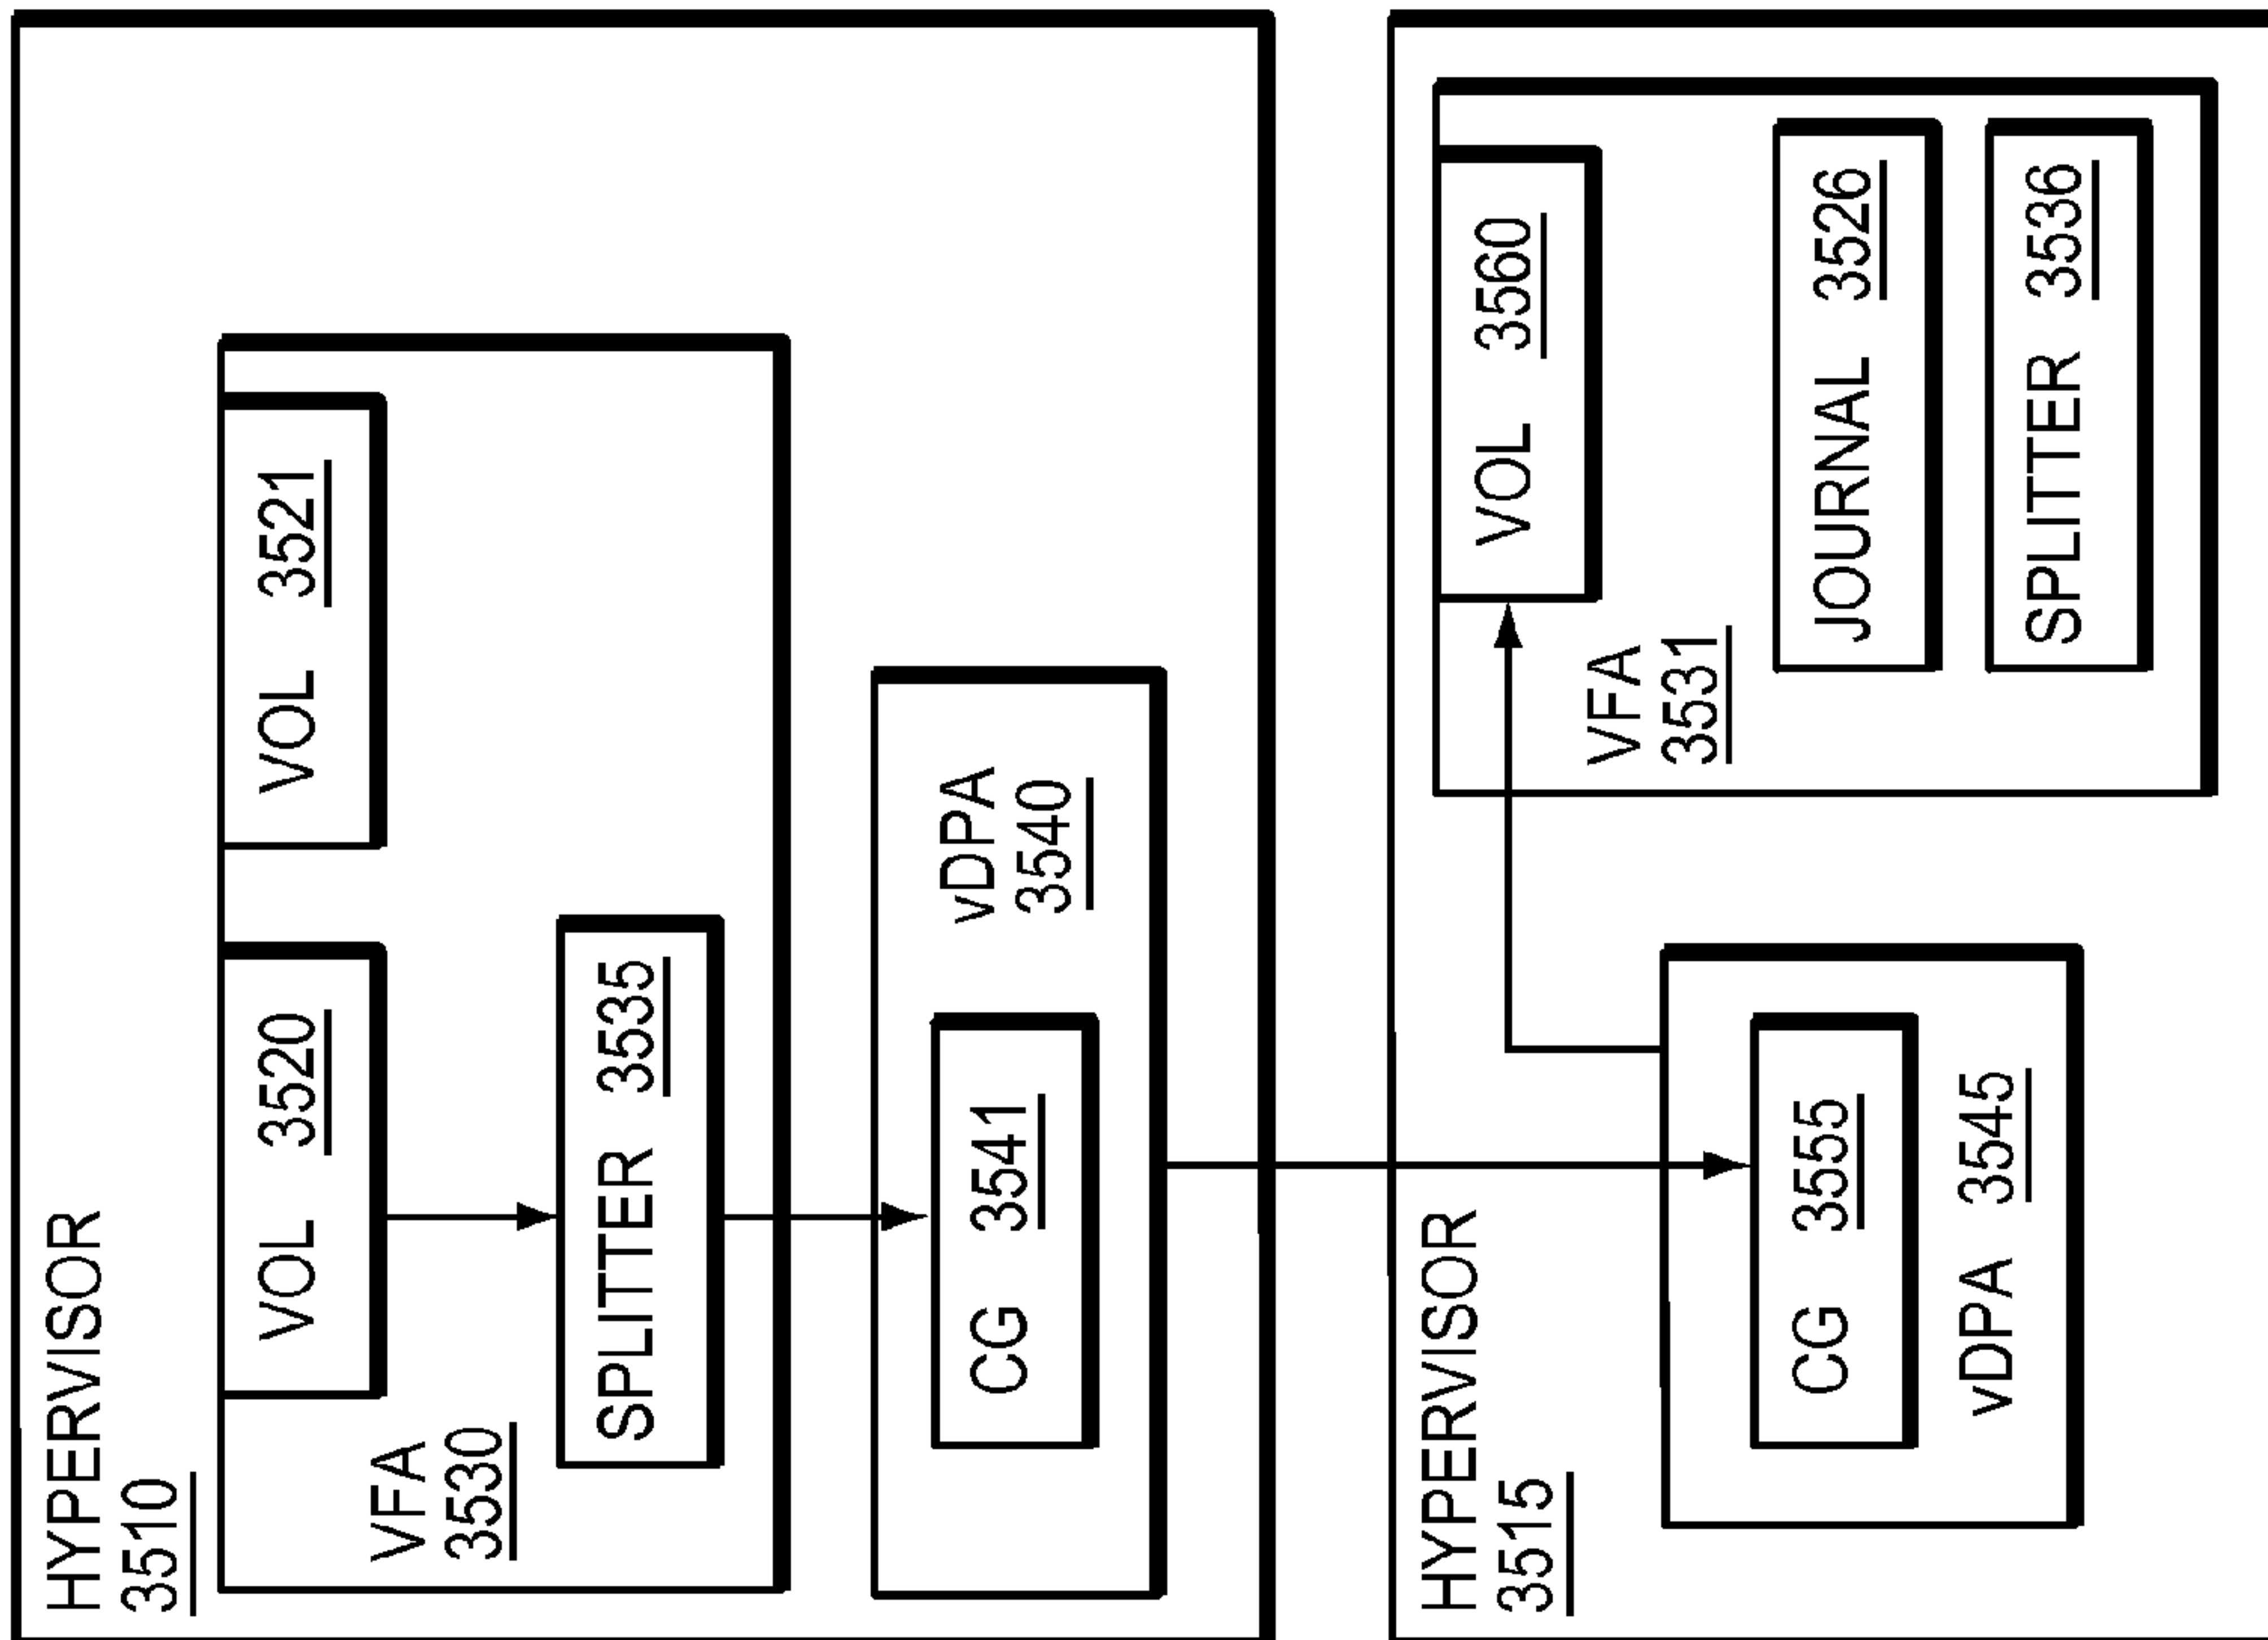 HYPERVISOR
3510
VOL 3520
VOL 3521
VFA
3530
SPLITTER 3535
vDPA
3540
CG 3541
HYPERVISOR
3515
VOL 3560
VFA
3531
JOURNAL 3526
SPLITTER 3536
CG 3555
vDPA 3545